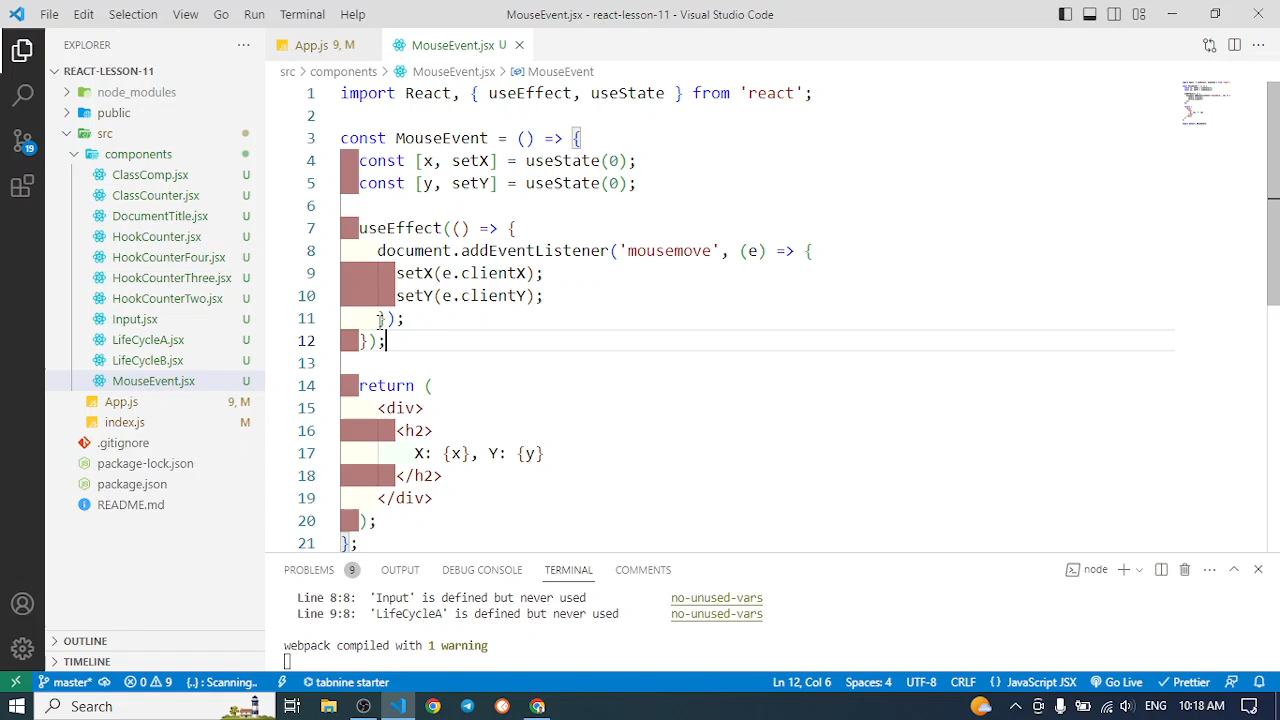 File Edit Selection View Go Run Terminal Help MouseEvent.jsx - react-lesson-11 - Visual Studio Code
EXPLORER
REACT-LESSON-11
node_modules
public
src
components
ClassComp.jsx U
ClassCounter.jsx U
DocumentTitle.jsx U
HookCounter.jsx U
HookCounterFour.jsx U
HookCounterThree.jsx U
HookCounterTwo.jsx U
Input.jsx U
LifeCycleA.jsx U
LifeCycleB.jsx U
MouseEvent.jsx U
App.js 9, M
index.js M
.gitignore
package-lock.json
package.json
README.md
OUTLINE
TIMELINE
19
App.js 9, M MouseEvent.jsx U
src > components > MouseEvent.jsx > MouseEvent
1 import React, { useEffect, useState } from 'react';
2
3 const MouseEvent = () => {
4 const [x, setX] = useState(0);
5 const [y, setY] = useState(0);
6
7 useEffect(() => {
8 document.addEventListener('mousemove', (e) => {
9 setX(e.clientX);
10 setY(e.clientY);
11 });
12 });
13
14 return (
15 <div>
16 <h2>
17 X: {x}, Y: {y}
18 </h2>
19 </div>
20 );
21 };
PROBLEMS 9 OUTPUT DEBUG CONSOLE TERMINAL COMMENTS node
Line 8:8: 'Input' is defined but never used no-unused-vars
Line 9:8: 'LifeCycleA' is defined but never used no-unused-vars
webpack compiled with 1 warning
master* 0 9 {..} : Scanning.. tabnine starter Ln 12, Col 6 Spaces: 4 UTF-8 CRLF {} JavaScript JSX Go Live Prettier
Search ENG 10:18 AM